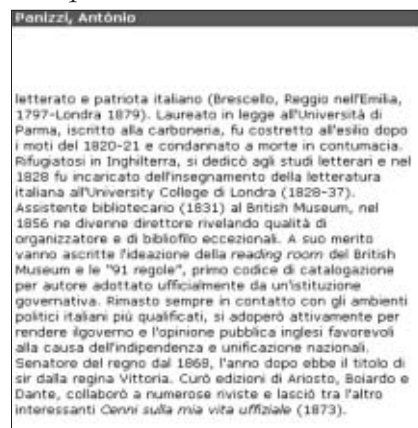 Panizzi, Antònio
letterato e patriota italiano (Brescello, Reggio nell'Emilia,
1797-Londra 1879). Laureato in legge all'Università di
Parma, iscritto alla carboneria, fu costretto all'esilio dopo
i moti del 1820-21 e condannato a morte in contumacia.
Rifugiatosi in Inghilterra, si dedicò agli studi letterari e nel
1828 fu incaricato dell'insegnamento della letteratura
italiana all'University College di Londra (1828-37).
Assistente bibliotecario (1831) al British Museum, nel
1856 ne divenne direttore rivelando qualità di
organizzatore e di bibliofilo eccezionali. A suo merito
vanno ascritte l'ideazione della reading room del British
Museum e le "91 regole", primo codice di catalogazione
per autore adottato ufficialmente da un'istituzione
governativa. Rimasto sempre in contatto con gli ambienti
politici italiani più qualificati, si adoperò attivamente per
rendere ilgoverno e l'opinione pubblica inglesi favorevoli
alla causa dell'indipendenza e unificazione nazionali.
Senatore del regno dal 1868, l'anno dopo ebbe il titolo di
sir dalla regina Vittoria. Curò edizioni di Ariosto, Boiardo e
Dante, collaborò a numerose riviste e lasciò tra l'altro
interessanti Cenni sulla mia vita uffiziale (1873).